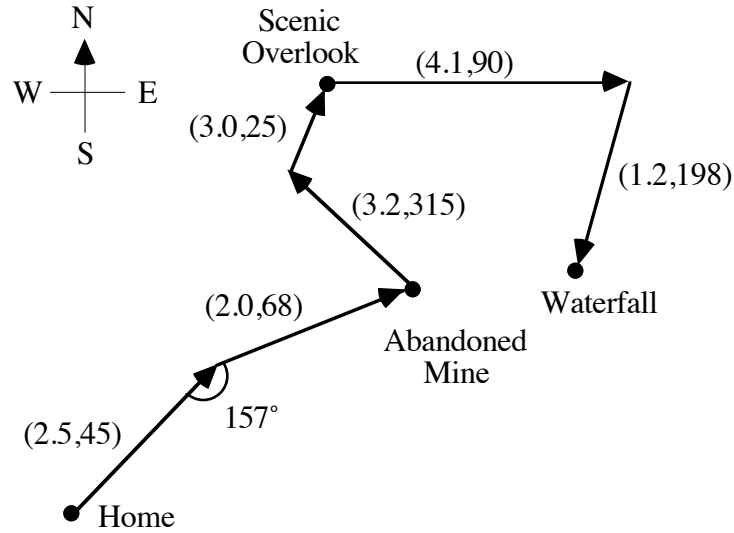 N
Scenic
Overlook
(4.1,90)
W
E
(3.0,25)
S
(1.2,198)
(3.2,315)
(2.0,68)
Waterfall
Abandoned
Mine
157°
(2.5,45)
Home